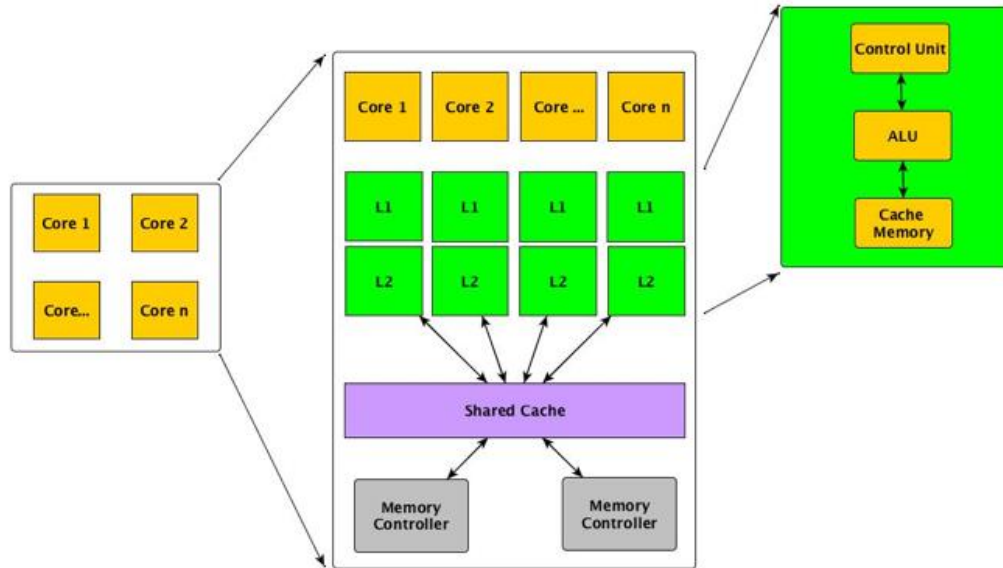 Core 1
Core 2
Core...
Core n
Core 1
Core 2
Core ...
Core n
L1
L1
L1
L1
L2
L2
L2
L2
Shared Cache
Memory
Controller
Memory
Controller
Control Unit
ALU
Cache
Memory